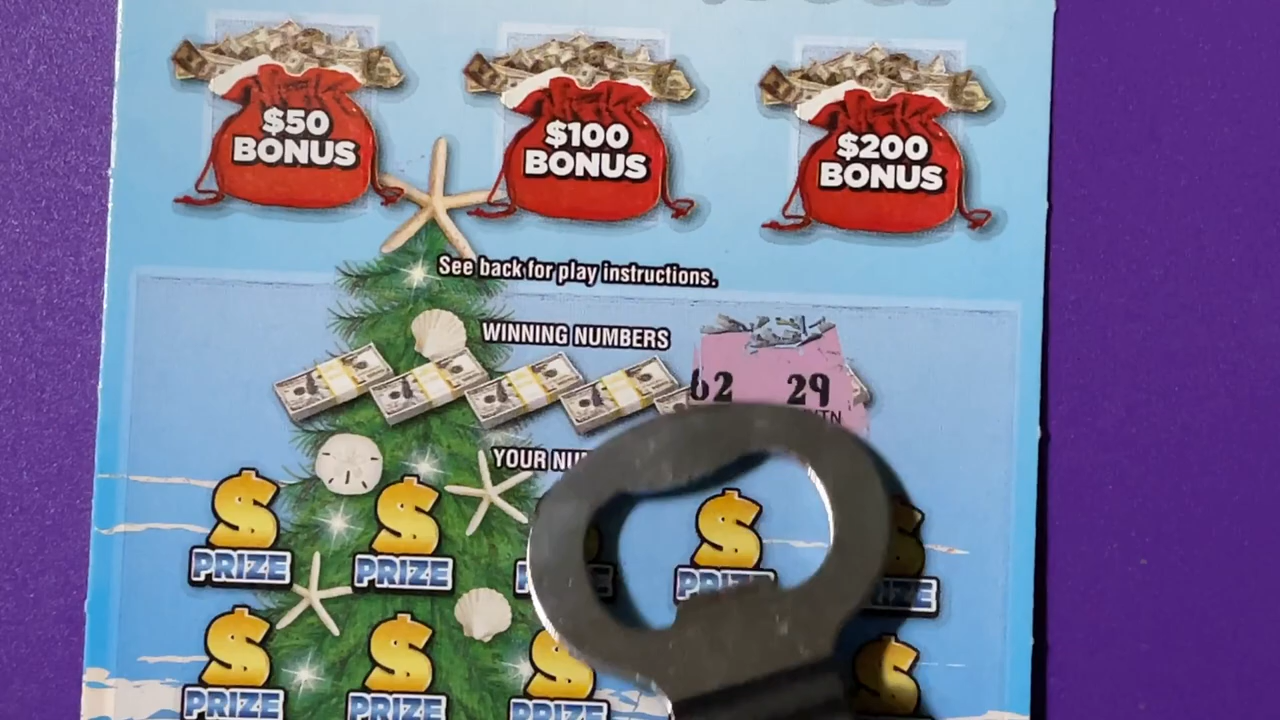 $50
BONUS
$100
BONUS
$200
BONUS
See back for play instructions.
WINNING NUMBERS
62 29
YOUR
PRIZE PRIZE
PRIZE PRIZE PRIZE